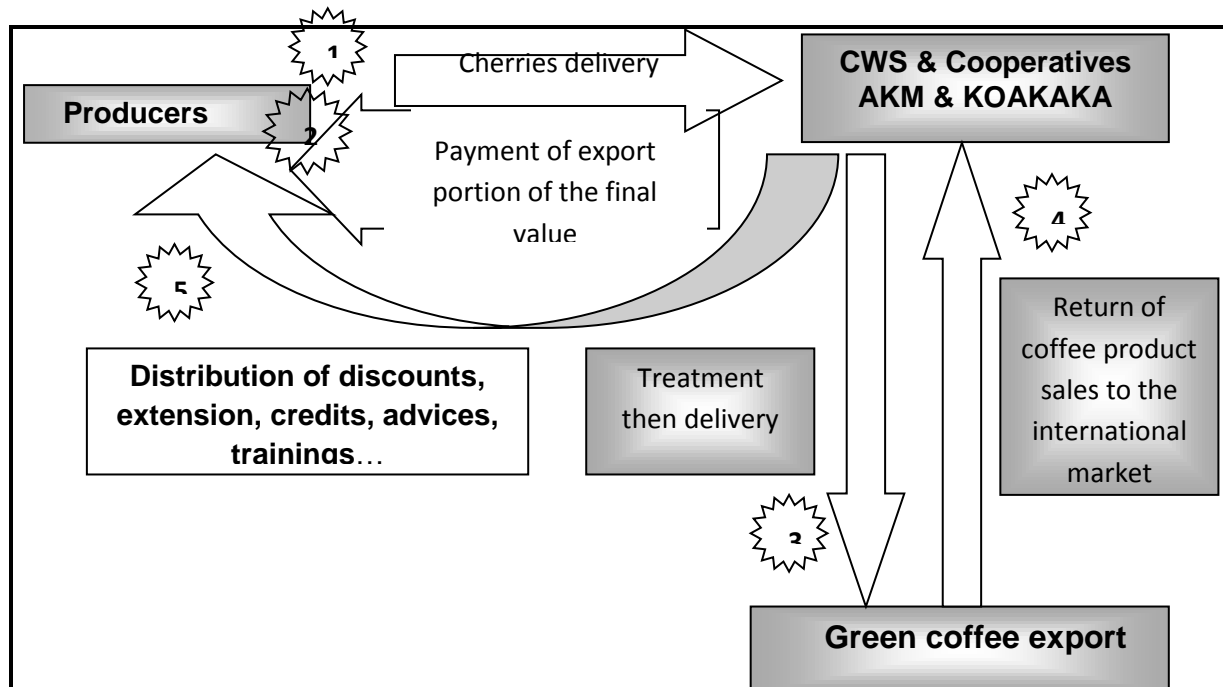 1
Cherries delivery
CWS & Cooperatives
AKM & KOAKAKA
Producers
2
Payment of export
portion of the final
value
4
5
Return of
coffee product
sales to the
international
market
Distribution of discounts,
extension, credits, advices,
trainings…
Treatment
then delivery
3
Green coffee export